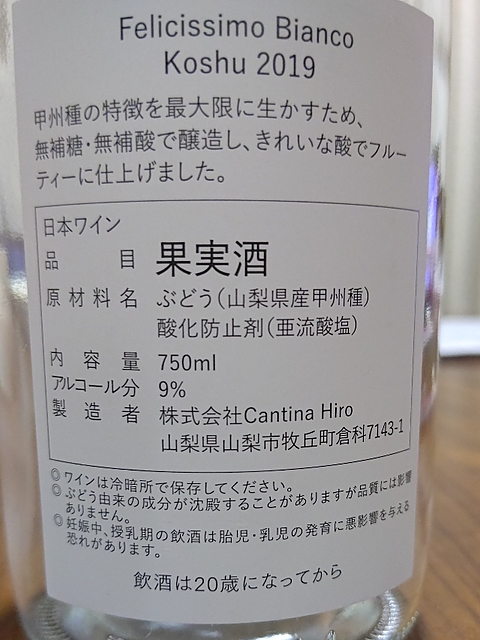 Felicissimo Bianco
Koshu 2019
甲州種の特徴を最大限に生かすため、
無補糖・無補酸で醸造し、きれいな酸でフルー
ティーに仕上げました。
日本ワイン
品目 果実酒
原材料名 ぶどう(山梨県産甲州種)
酸化防止剤(亜流酸塩)
内容量 750ml
アルコール分 9%
製造者 株式会社Cantina Hiro
山梨県山梨市牧丘町倉科7143-1
◎ワインは冷暗所で保存してください。
◎ぶどう由来の成分が沈殿することがありますが品質には影響
ありません。
◎妊娠中、授乳期の飲酒は胎児・乳児の発育に悪影響を与える
恐れがあります。
飲酒は20歳になってから